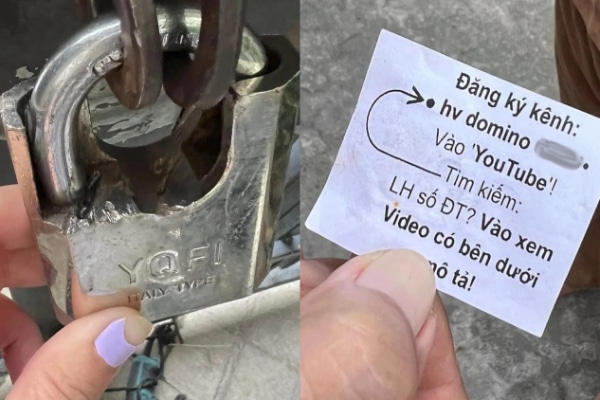 YQFI
ITALY TYPE
Đăng ký kênh:
hv domino
Vào 'YouTube'!
Tìm kiếm:
LH số ĐT? Vào xem
Video có bên dưới
mô tả!